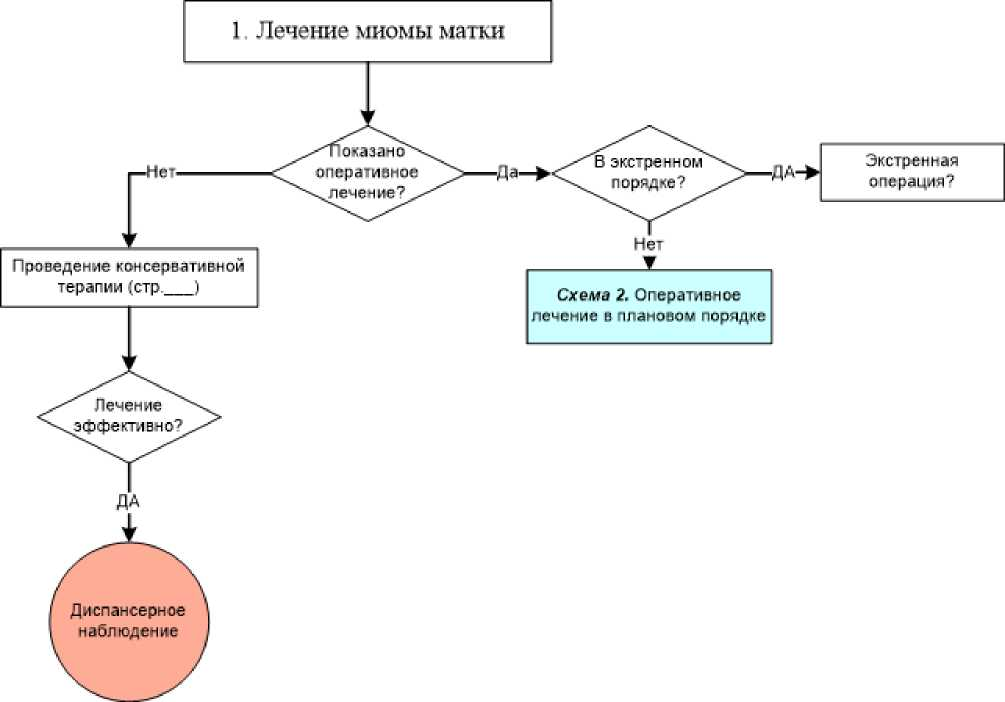 1. Лечение миомы матки
Показано
оперативное
лечение?
Нет
Да
В экстренном
порядке?
ДА
Экстренная
операция?
Нет
Схема 2. Оперативное
лечение в плановом порядке
Проведение консервативной
терапии (стр.___)
Лечение
эффективно?
ДА
Диспансерное
наблюдение